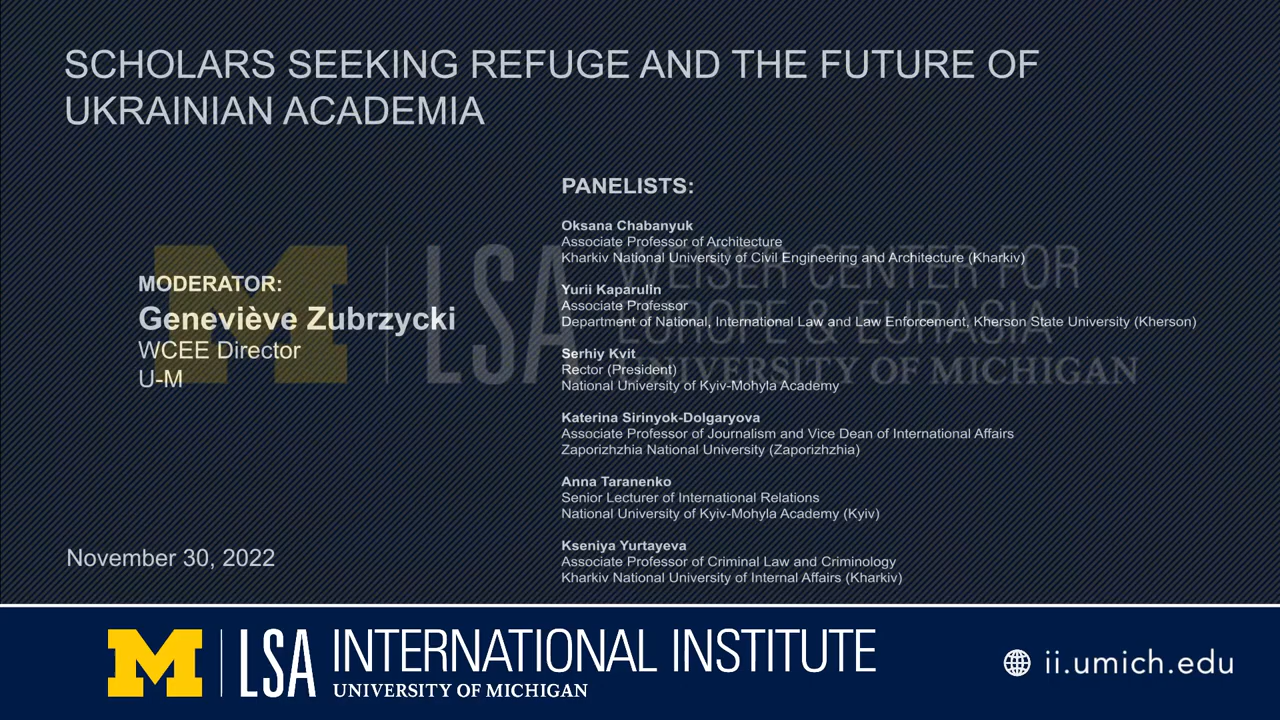 SCHOLARS SEEKING REFUGE AND THE FUTURE OF
UKRAINIAN ACADEMIA
MODERATOR:
Geneviève Zubrzycki
WCEE Director
U-M
PANELISTS:
Oksana Chabanyuk
Associate Professor of Architecture
Kharkiv National University of Civil Engineering and Architecture (Kharkiv)
Yurii Kaparulin
Associate Professor
Department of National, International Law and Law Enforcement, Kherson State University (Kherson)
Serhiy Kvit
Rector (President)
National University of Kyiv-Mohyla Academy
Katerina Sirinyok-Dolgaryova
Associate Professor of Journalism and Vice Dean of International Affairs
Zaporizhzhia National University (Zaporizhzhia)
Anna Taranenko
Senior Lecturer of International Relations
National University of Kyiv-Mohyla Academy (Kyiv)
Kseniya Yurtayeva
Associate Professor of Criminal Law and Criminology
Kharkiv National University of Internal Affairs (Kharkiv)
M LSA WEISER CENTER FOR
EUROPE & EURASIA
UNIVERSITY OF MICHIGAN
November 30, 2022
M LSA INTERNATIONAL INSTITUTE
UNIVERSITY OF MICHIGAN
ii.umich.edu